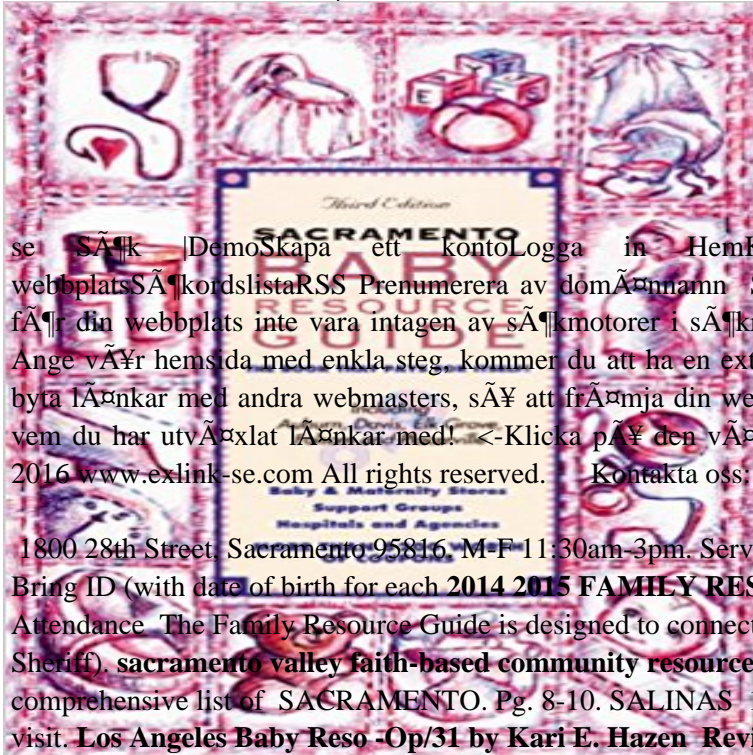 Third Edition
SACRAMENTO
BABY
RESOURCE
GUIDE
se SÃ¶k |DemoSkapa ett kontoLogga in HemK
webbplatsSÃ¶kordslistaRSS Prenumerera av domÃ¤nnamn S
fÃ¶r din webbplats inte vara intagen av sÃ¶kmotorer i sÃ¶k
Ange vÃ¥r hemsida med enkla steg, kommer du att ha en ext
byta lÃ¤nkar med andra webmasters, sÃ¥ att frÃ¤mja din we
vem du har utvÃ¤xlat lÃ¤nkar med! <-Klicka pÃ¥ den vÃ¤
2016 www.exlink-se.com All rights reserved. Kontakta oss:
Baby & Maternity Stores
Support Groups
Hospitals and Agencies
1800 28th Street, Sacramento 95816, M-F 11:30am-3pm. Serv
OF COUPONS
Bring ID (with date of birth for each 2014 2015 FAMILY RES
Attendance The Family Resource Guide is designed to connect
Sheriff). sacramento valley faith-based community resource
comprehensive list of SACRAMENTO. Pg. 8-10. SALINAS
visit. Los Angeles Baby Reso -Op/31 by Kari E. Hazen Rev